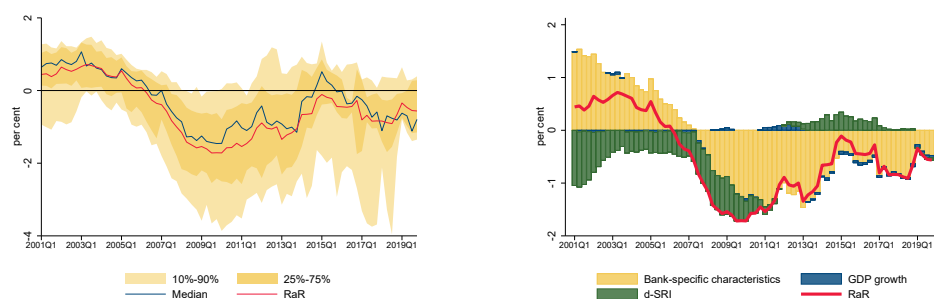 2
0
-2
-4
per cent
2001Q1 2003Q1 2005Q1 2007Q1 2009Q1 2011Q1 2013Q1 2015Q1 2017Q1 2019Q1
10%-90% 25%-75%
Median RaR
2
1
0
-1
-2
per cent
2001Q1 2003Q1 2005Q1 2007Q1 2009Q1 2011Q1 2013Q1 2015Q1 2017Q1 2019Q1
Bank-specific characteristics GDP growth
d-SRI RaR